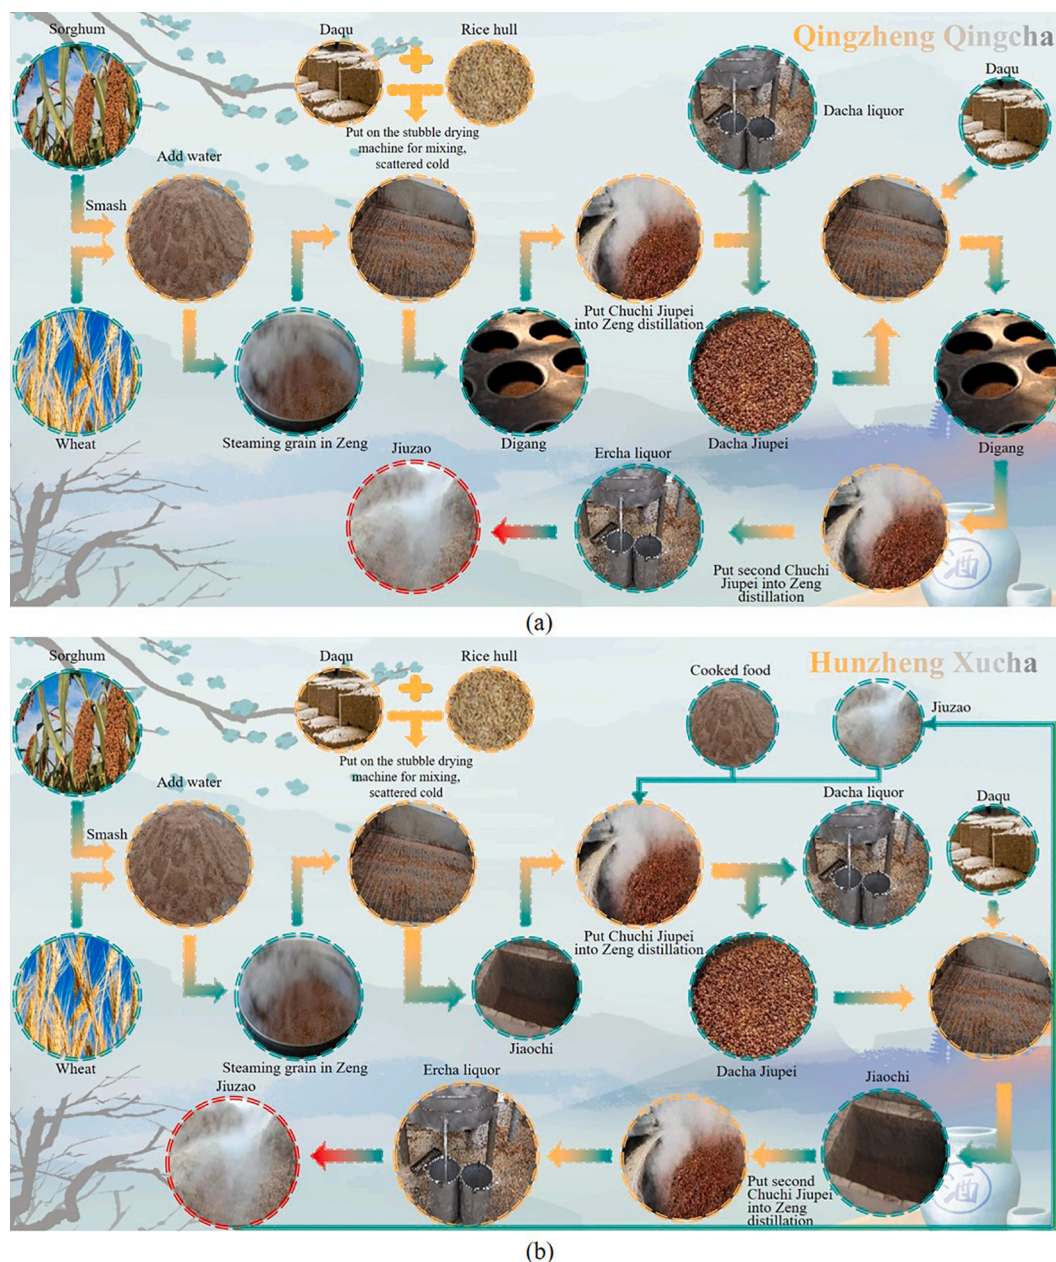 Sorghum
Daqu
Rice hull
Qingzheng Qingcha
Daqu
Dacha liquor
Put on the stubble drying
machine for mixing,
scattered cold
Add water
Smash
Put Chuchi Jiupei
into Zeng distillation
Wheat
Steaming grain in Zeng
Digang
Dacha Jiupei
Digang
Jiuzao
Ercha liquor
Put second Chuchi
Jiupei into Zeng
distillation
酒
(a)
Sorghum
Daqu
Rice hull
Hunzheng Xucha
Cooked food
Jiuzao
Put on the stubble drying
machine for mixing,
scattered cold
Add water
Dacha liquor
Daqu
Smash
Put Chuchi Jiupei
into Zeng distillation
Jiaochi
Wheat
Steaming grain in Zeng
Dacha Jiupei
Jiuzao
Ercha liquor
Jiaochi
Put second
Chuchi Jiupei
into Zeng
distillation
酒
(b)